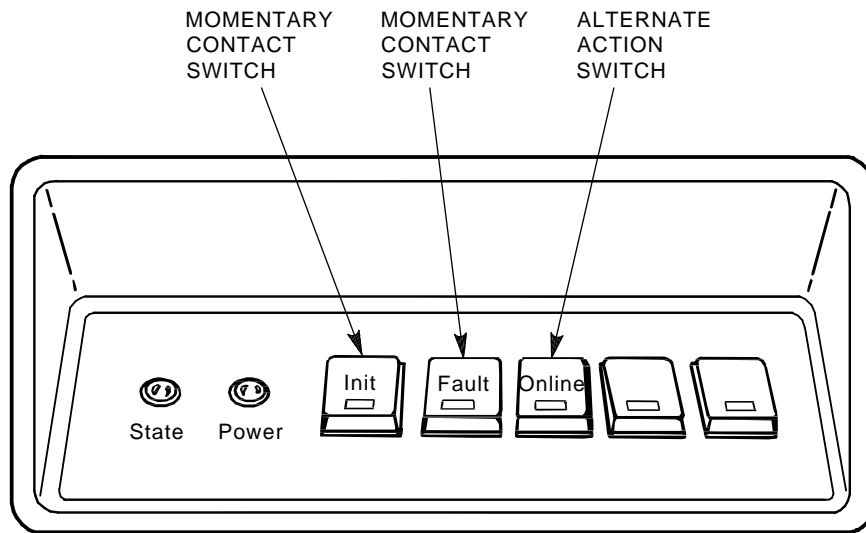 MOMENTARY
CONTACT
SWITCH
MOMENTARY
CONTACT
SWITCH
ALTERNATE
ACTION
SWITCH
Init
Fault
Online
State
Power